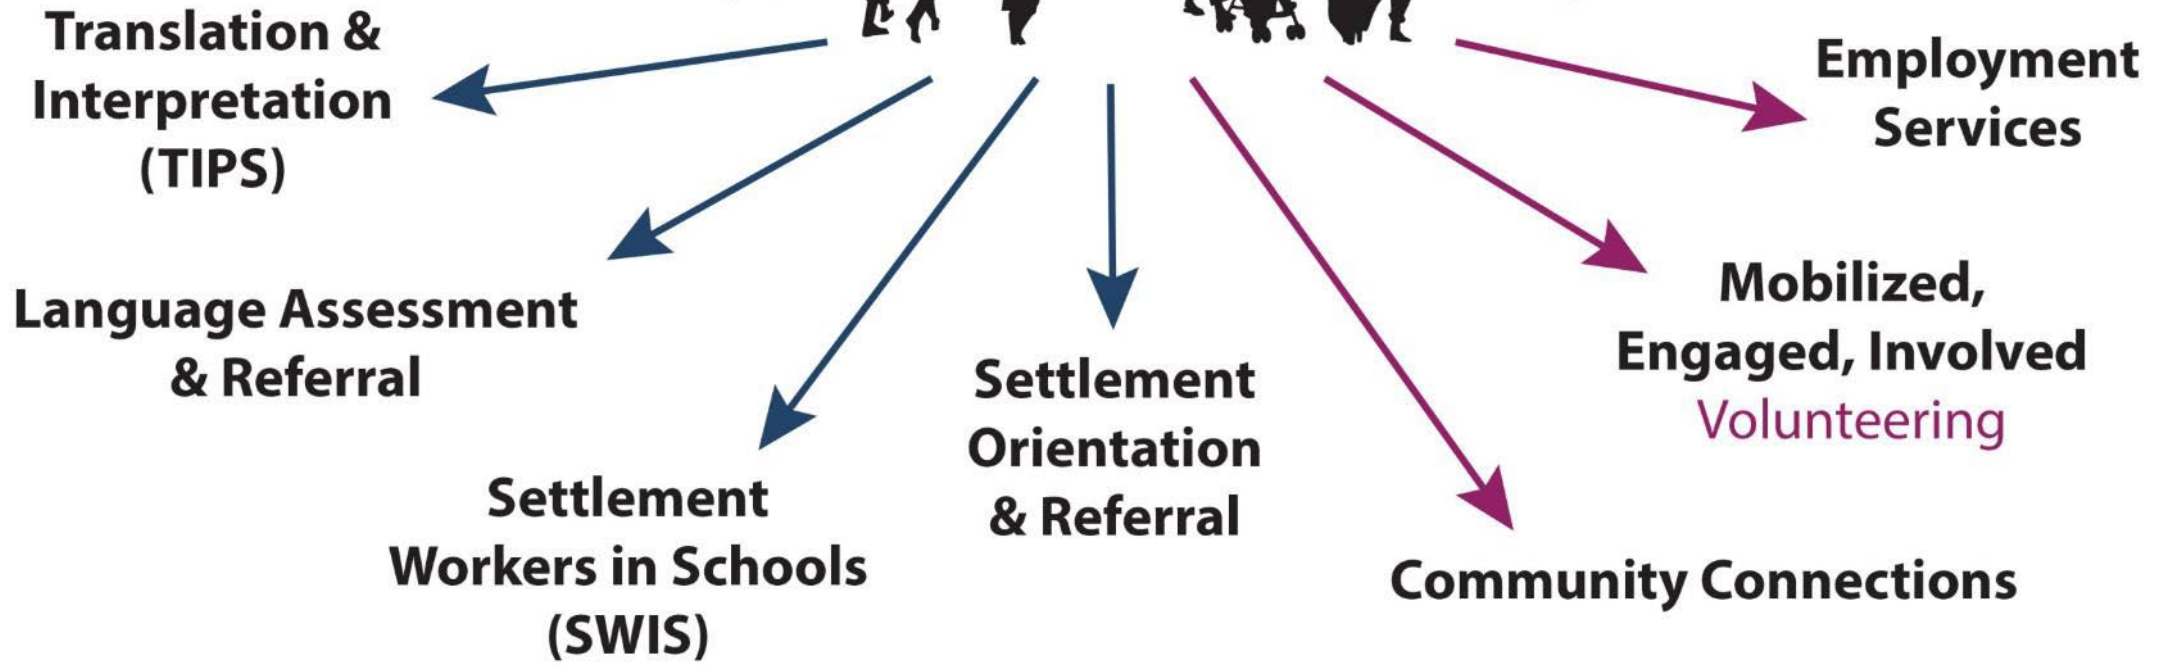 Translation &
Interpretation
(TIPS)
Language Assessment
& Referral
Settlement
Workers in Schools
(SWIS)
Settlement
Orientation
& Referral
Community Connections
Mobilized,
Engaged, Involved
Volunteering
Employment
Services